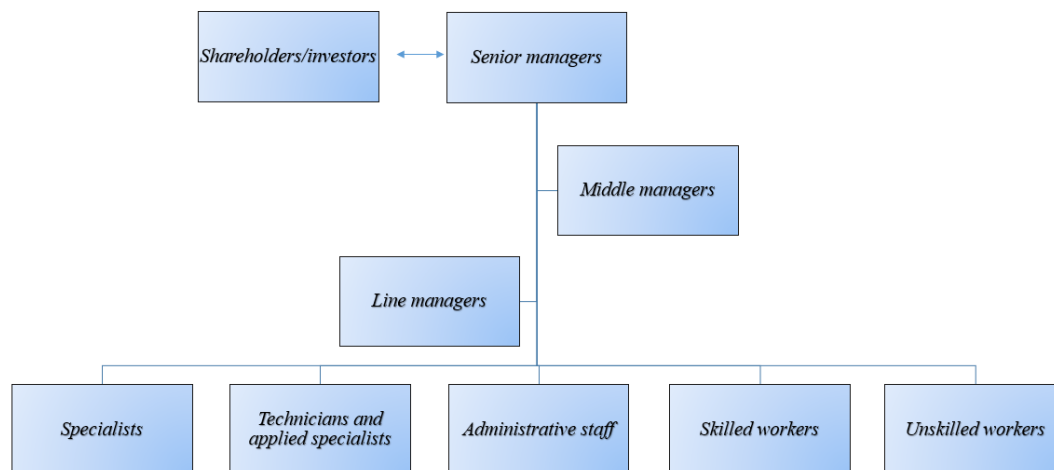 Shareholders/investors
Senior managers
Middle managers
Line managers
Specialists
Technicians and
applied specialists
Administrative staff
Skilled workers
Unskilled workers